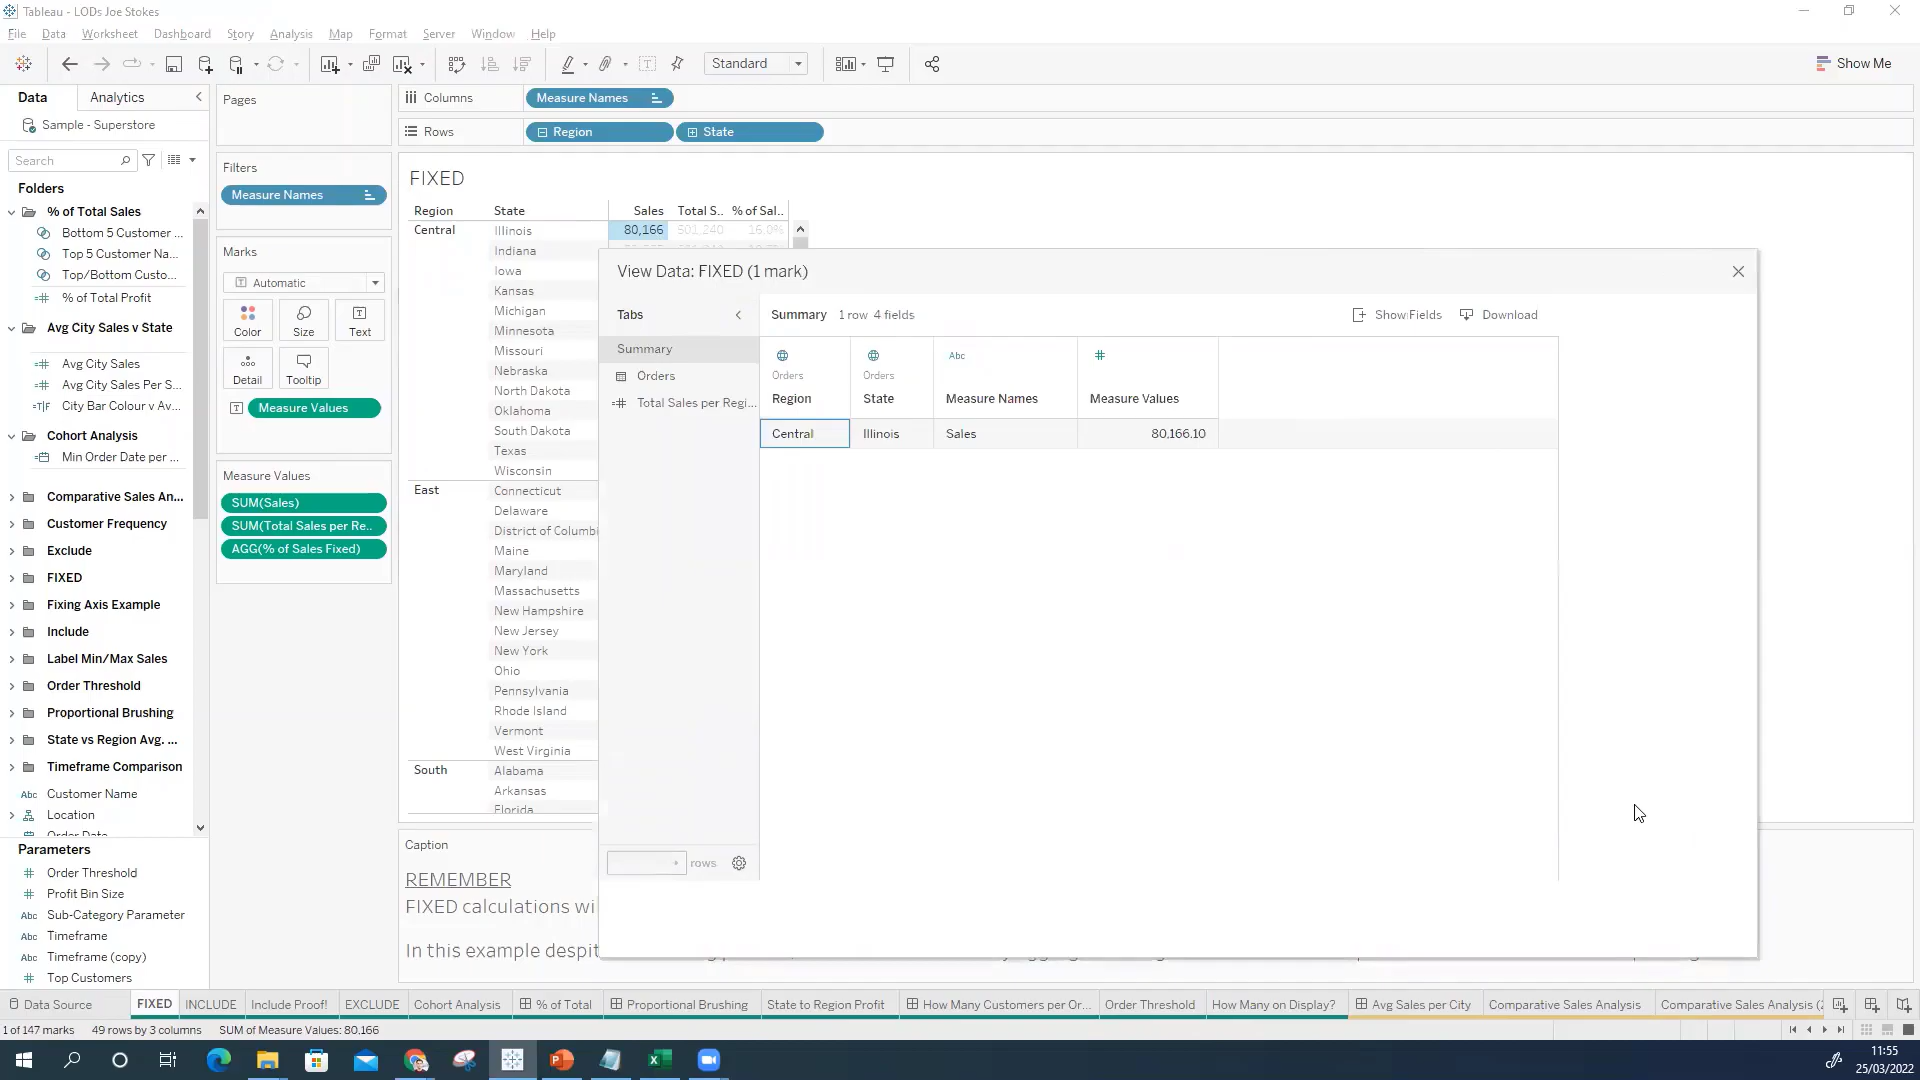 Tableau - LODs Joe Stokes
File Data Worksheet Dashboard Story Analysis Map Format Server Window Help
Standard
Show Me
Data Analytics
Sample - Superstore
Search
Folders
% of Total Sales
Bottom 5 Customer ...
Top 5 Customer Na...
Top/Bottom Custo...
% of Total Profit
Avg City Sales v State
Avg City Sales
Avg City Sales Per S...
City Bar Colour v Av...
Cohort Analysis
Min Order Date per ...
Comparative Sales An...
Customer Frequency
Exclude
FIXED
Fixing Axis Example
Include
Label Min/Max Sales
Order Threshold
Proportional Brushing
State vs Region Avg. ...
Timeframe Comparison
Abc Customer Name
Location
Order Date
Parameters
Order Threshold
Profit Bin Size
Abc Sub-Category Parameter
Abc Timeframe
Abc Timeframe (copy)
Top Customers
Pages
Filters
Measure Names
Marks
Automatic
Color Size Text
Detail Tooltip
Measure Values
Measure Values
SUM(Sales)
SUM(Total Sales per Re..
AGG(% of Sales Fixed)
Columns Measure Names
Rows Region State
FIXED
Region State Sales Total S.. % of Sal..
Central Illinois 80,166 501,240 16.0%
Indiana
Iowa
Kansas
Michigan
Minnesota
Missouri
Nebraska
North Dakota
Oklahoma
South Dakota
Texas
Wisconsin
East Connecticut
Delaware
District of Columbi
Maine
Maryland
Massachusetts
New Hampshire
New Jersey
New York
Ohio
Pennsylvania
Rhode Island
Vermont
West Virginia
South Alabama
Arkansas
Florida
Caption
REMEMBER
FIXED calculations wi
In this example despit
View Data: FIXED (1 mark)
Tabs
Summary
Orders
Total Sales per Regi...
rows
Summary 1 row 4 fields Show Fields Download
Abc
Orders Orders
Region State Measure Names Measure Values
Central Illinois Sales 80,166.10
Data Source FIXED INCLUDE Include Proof! EXCLUDE Cohort Analysis % of Total Proportional Brushing State to Region Profit How Many Customers per Or... Order Threshold How Many on Display? Avg Sales per City Comparative Sales Analysis Comparative Sales Analysis (2
1 of 147 marks 49 rows by 3 columns SUM of Measure Values: 80,166
11:55
25/03/2022